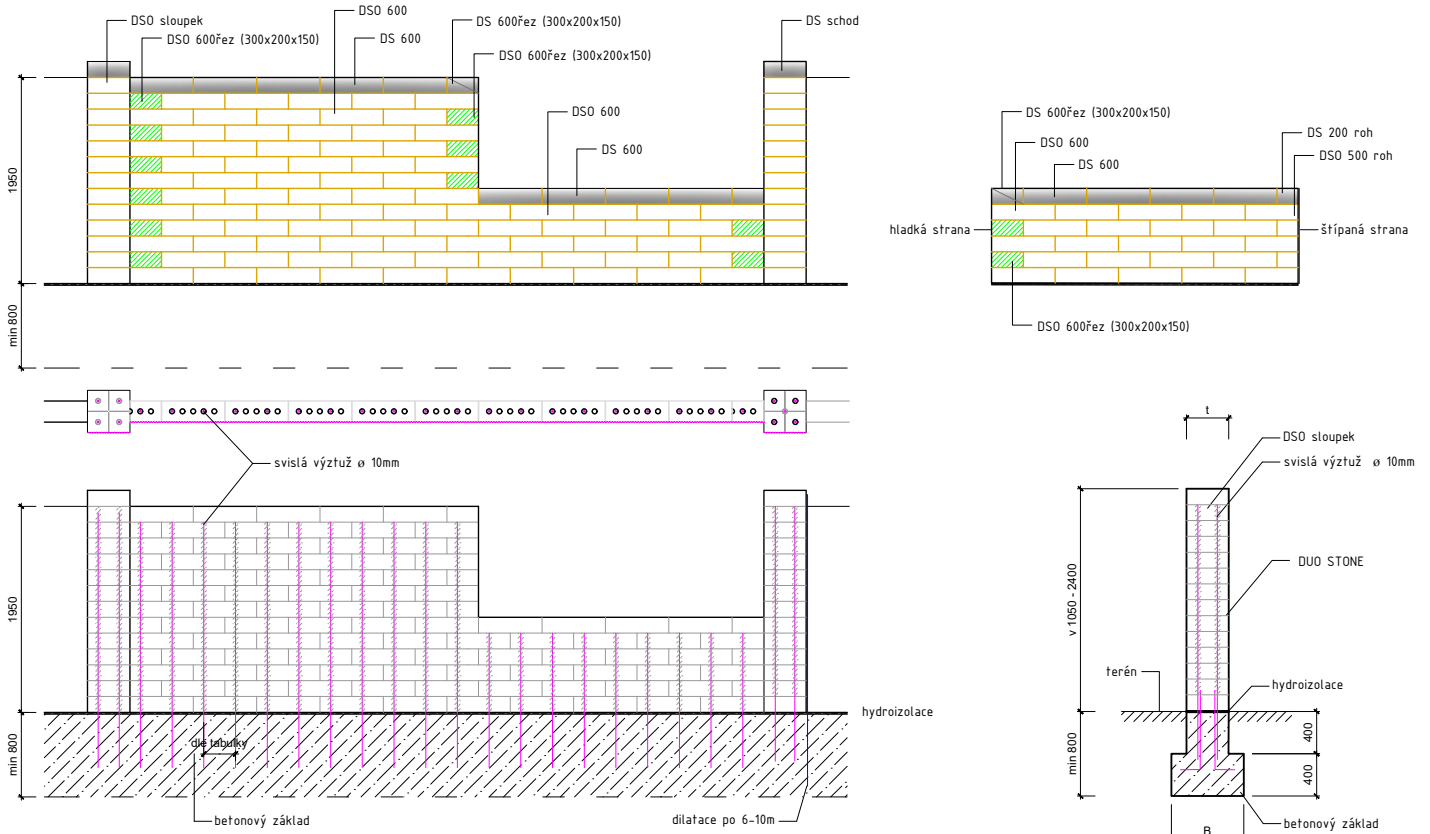 DSO sloupek
DSO 600řez (300x200x150)
DSO 600
DS 600
DS 600řez (300x200x150)
DSO 600řez (300x200x150)
DS schod
DSO 600
DS 600
1950
min 800
DS 600řez (300x200x150)
DSO 600
DS 600
DS 200 roh
DSO 500 roh
hladká strana
štípaná strana
DSO 600řez (300x200x150)
svislá výztuž ø 10mm
1950
min 800
dle tabulky
hydroizolace
betonový základ
dilatace po 6-10m
t
DSO sloupek
svislá výztuž ø 10mm
v 1050 - 2400
DUO STONE
terén
hydroizolace
min 800
400
400
betonový základ
B